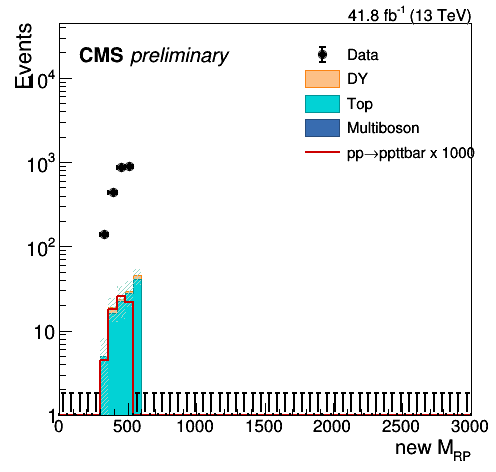 41.8 fb⁻¹ (13 TeV)
CMS preliminary
Data
DY
Top
Multiboson
pp→ppttbar x 1000
Events
10⁴
10³
10²
10
1
0 500 1000 1500 2000 2500 3000
new M_RP